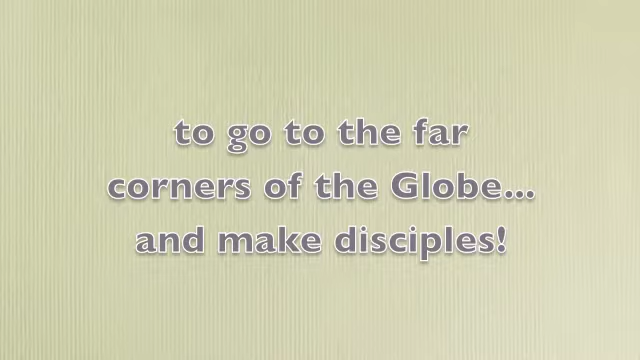 to go to the far
corners of the Globe...
and make disciples!